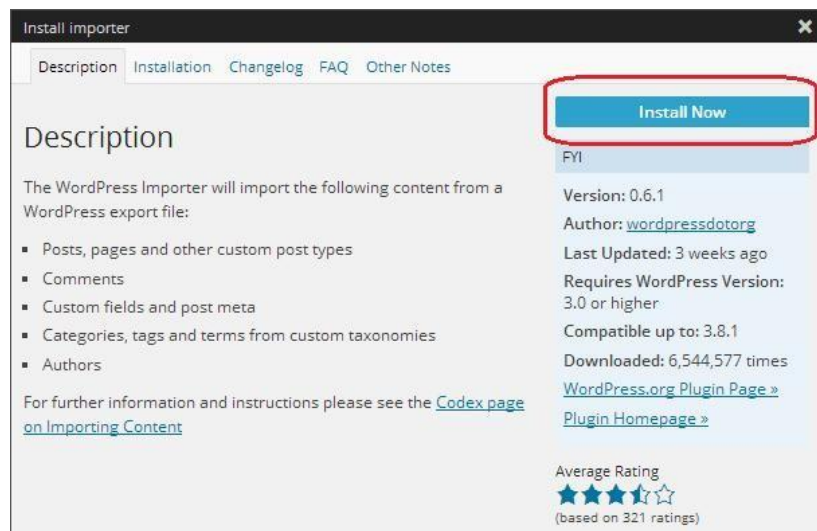 Install importer
Description Installation Changelog FAQ Other Notes
Description
The WordPress Importer will import the following content from a
WordPress export file:
Posts, pages and other custom post types
Comments
Custom fields and post meta
Categories, tags and terms from custom taxonomies
Authors
For further information and instructions please see the Codex page
on Importing Content
Install Now
FYI
Version: 0.6.1
Author: wordpressdotorg
Last Updated: 3 weeks ago
Requires WordPress Version:
3.0 or higher
Compatible up to: 3.8.1
Downloaded: 6,544,577 times
WordPress.org Plugin Page »
Plugin Homepage »
Average Rating
(based on 321 ratings)